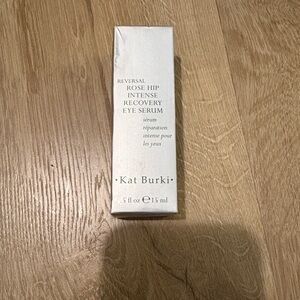 REVERSAL
ROSE HIP
INTENSE
RECOVERY
EYE SERUM
sérum
réparation
intense pour
les yeux
·Kat Burki·
.5 fl oz ℮ 15 ml